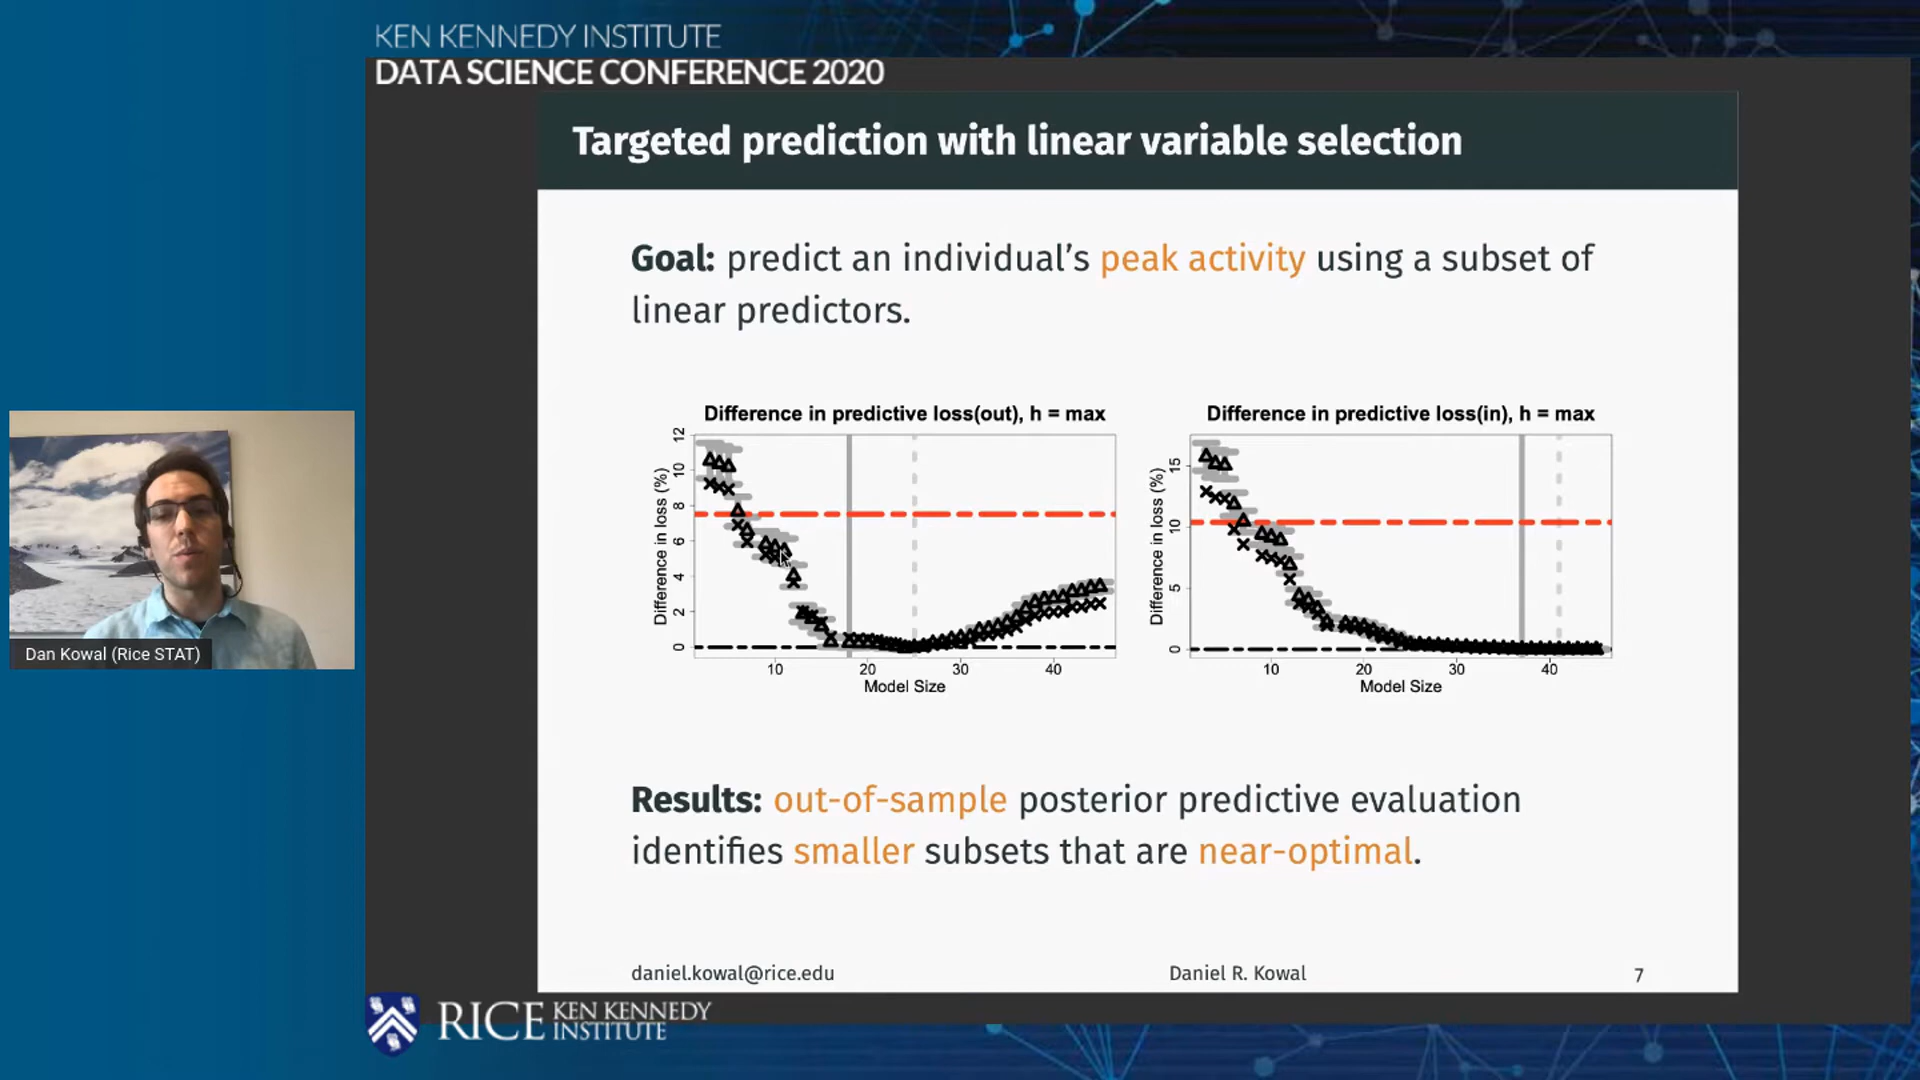 KEN KENNEDY INSTITUTE
DATA SCIENCE CONFERENCE 2020
Targeted prediction with linear variable selection
Goal: predict an individual's peak activity using a subset of
linear predictors.
Difference in predictive loss(out), h = max
Difference in loss (%)
12
10
8
6
4
2
0
10 20 30 40
Model Size
Difference in predictive loss(in), h = max
Difference in loss (%)
15
10
5
0
10 20 30 40
Model Size
Dan Kowal (Rice STAT)
Results: out-of-sample posterior predictive evaluation
identifies smaller subsets that are near-optimal.
daniel.kowal@rice.edu Daniel R. Kowal 7
RICE KEN KENNEDY
INSTITUTE